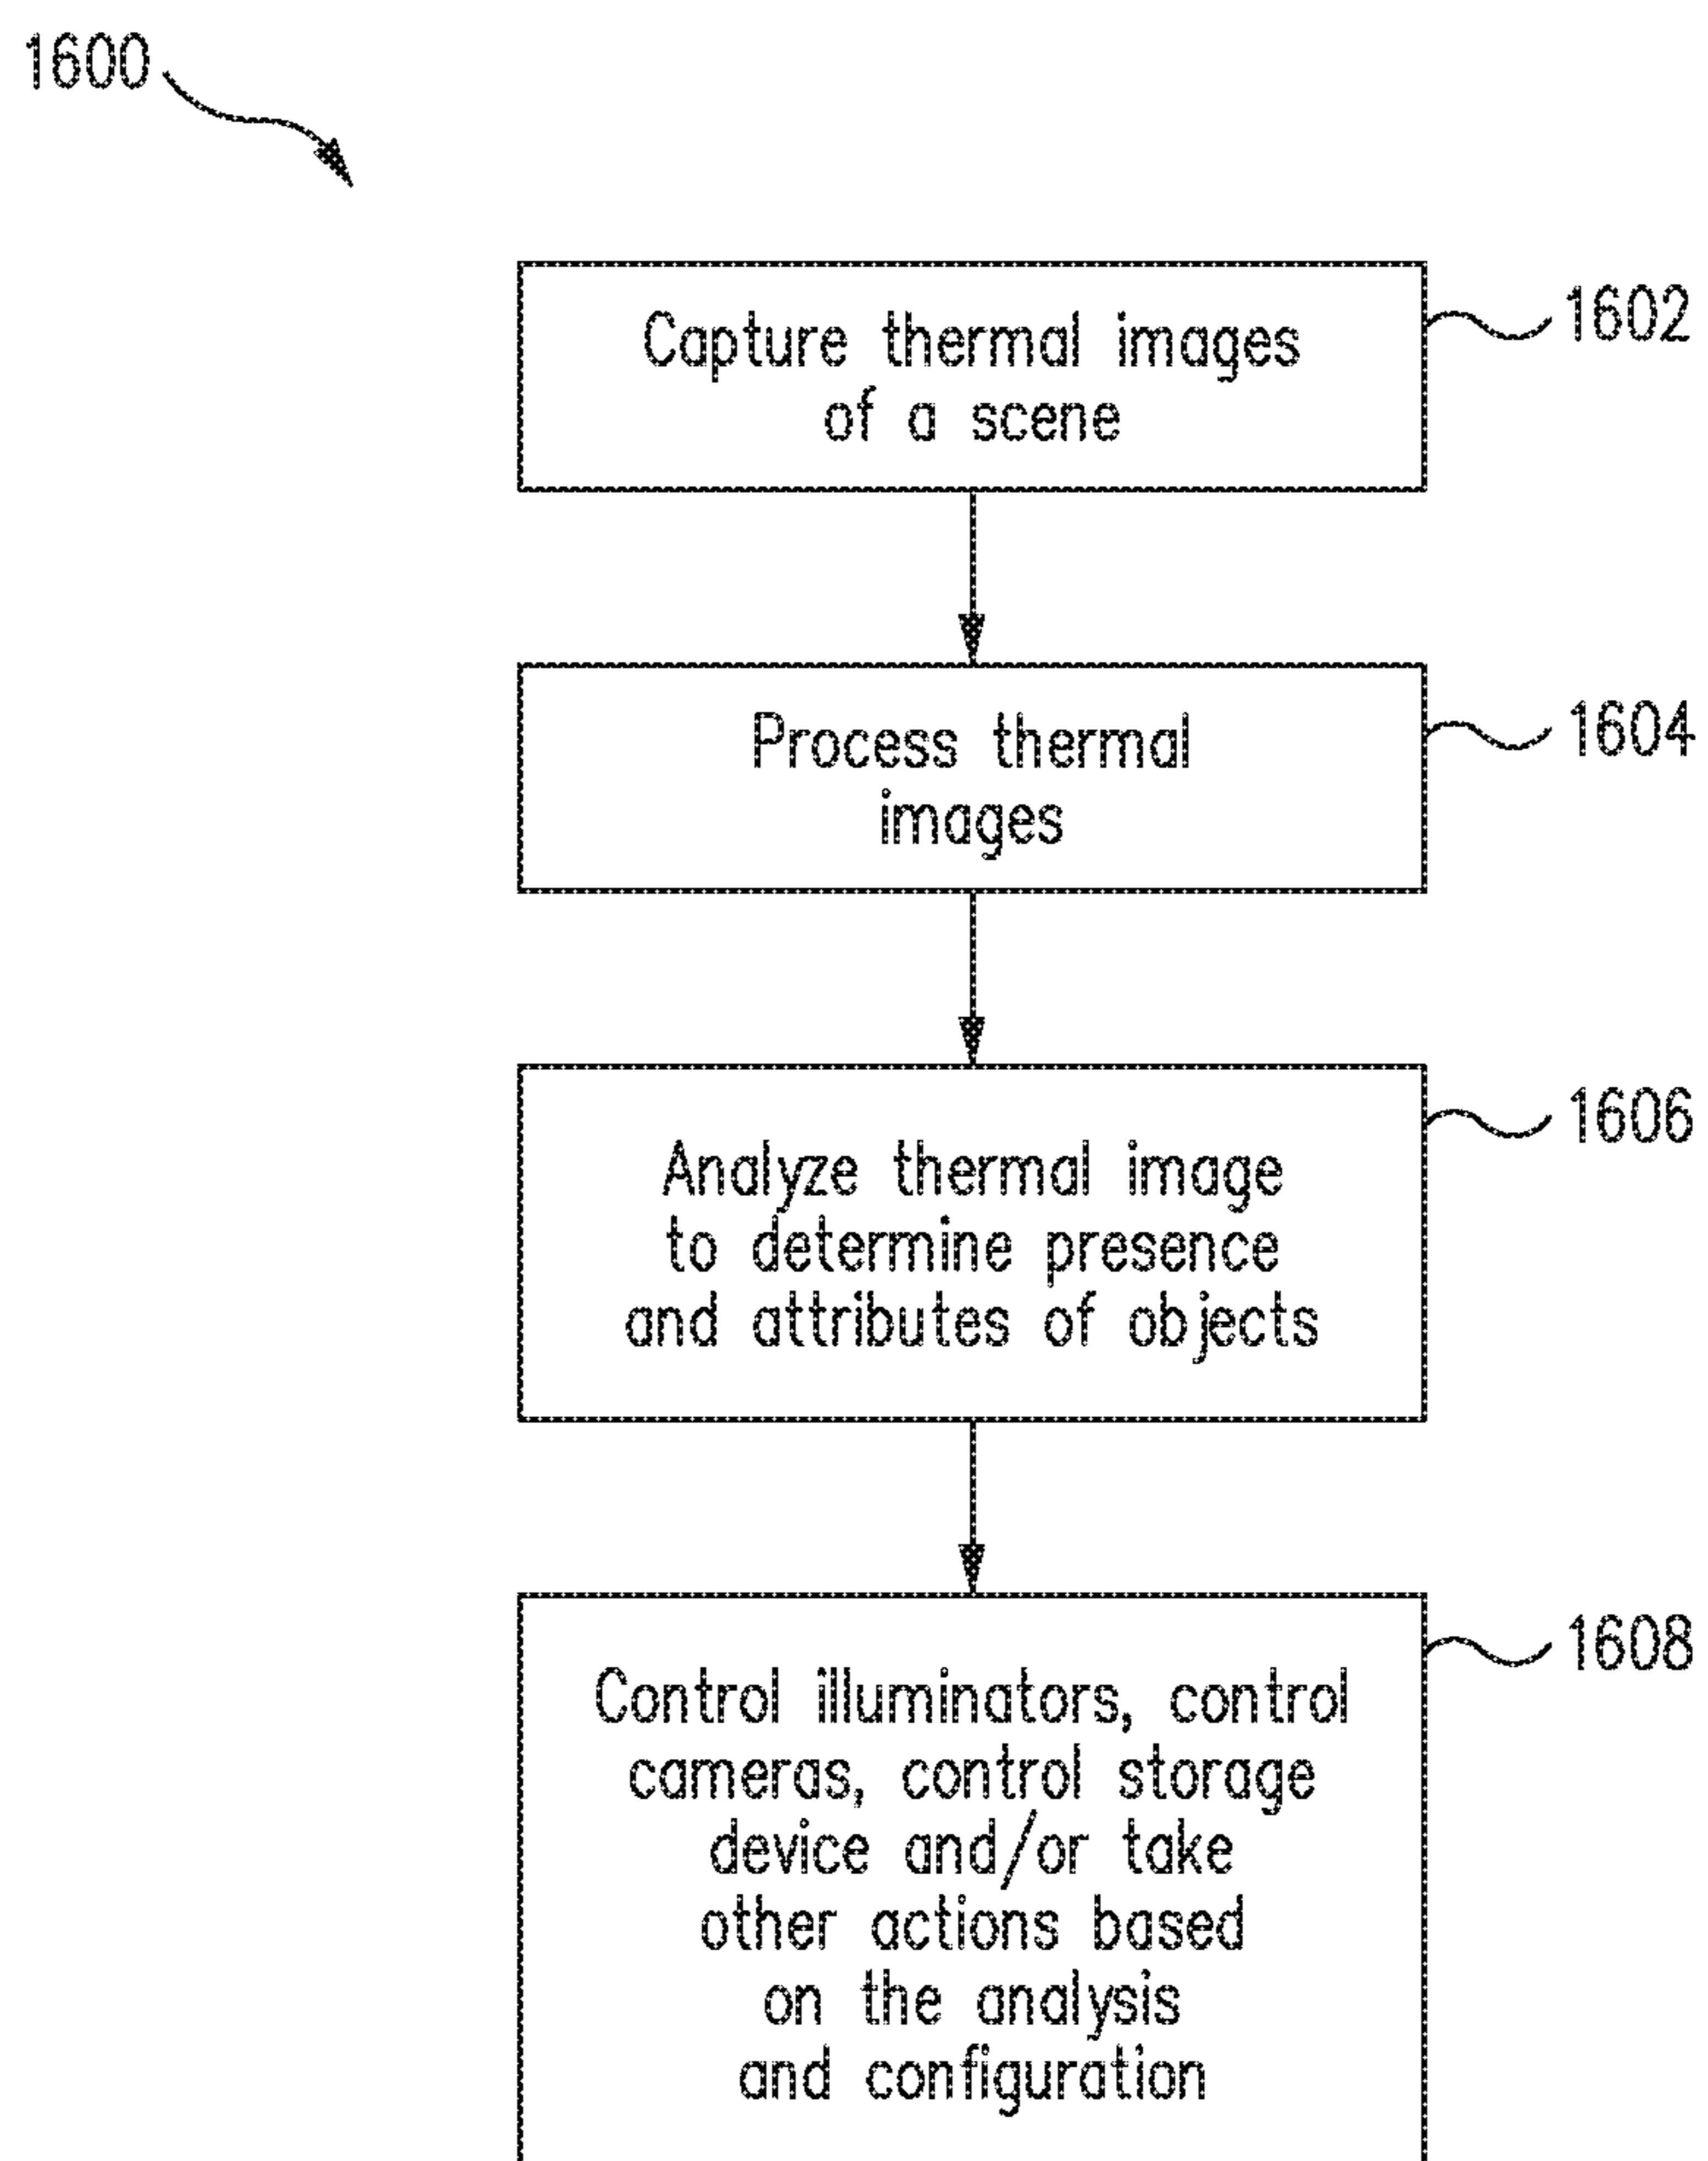 1600
Capture thermal images
of a scene
1602
Process thermal
images
1604
Analyze thermal image
to determine presence
and attributes of objects
1606
Control illuminators, control
cameras, control storage
device and/or take
other actions based
on the analysis
and configuration
1608